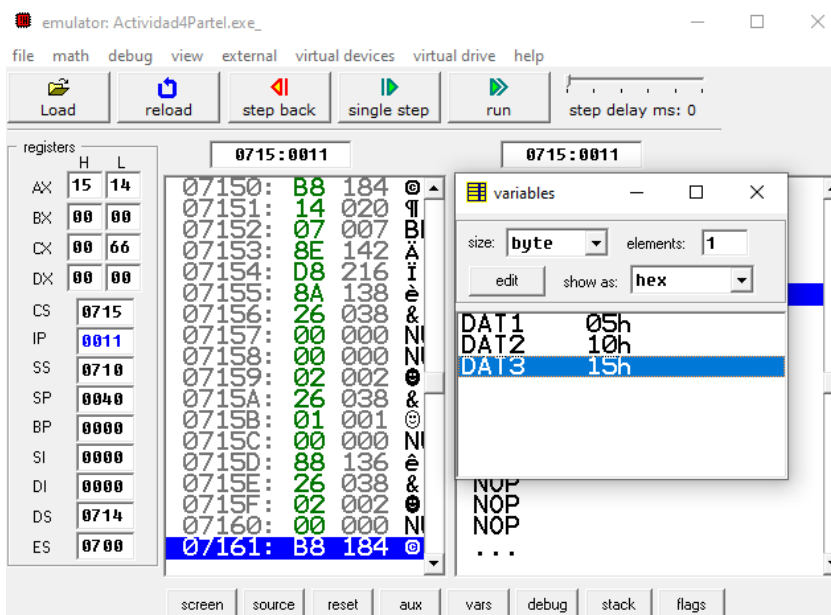 emulator: Actividad4Partel.exe_
file math debug view external virtual devices virtual drive help
Load reload step back single step run step delay ms: 0
registers
H L
AX 15 14
BX 00 00
CX 00 66
DX 00 00
CS 0715
IP 0011
SS 0710
SP 0040
BP 0000
SI 0000
DI 0000
DS 0714
ES 0700
0715:0011
07150: B8 184 ©
07151: 14 020 ¶
07152: 07 007 BE
07153: 8E 142 Ä
07154: D8 216 Ï
07155: 8A 138 è
07156: 26 038 &
07157: 00 000 NU
07158: 00 000 NU
07159: 02 002 ☻
0715A: 26 038 &
0715B: 01 001 ☺
0715C: 00 000 NU
0715D: 88 136 ê
0715E: 26 038 &
0715F: 02 002 ☻
07160: 00 000 NU
07161: B8 184 ©
0715:0011
variables
size: byte elements: 1
edit show as: hex
DAT1 05h
DAT2 10h
DAT3 15h
NOP
NOP
NOP
...
screen source reset aux vars debug stack flags